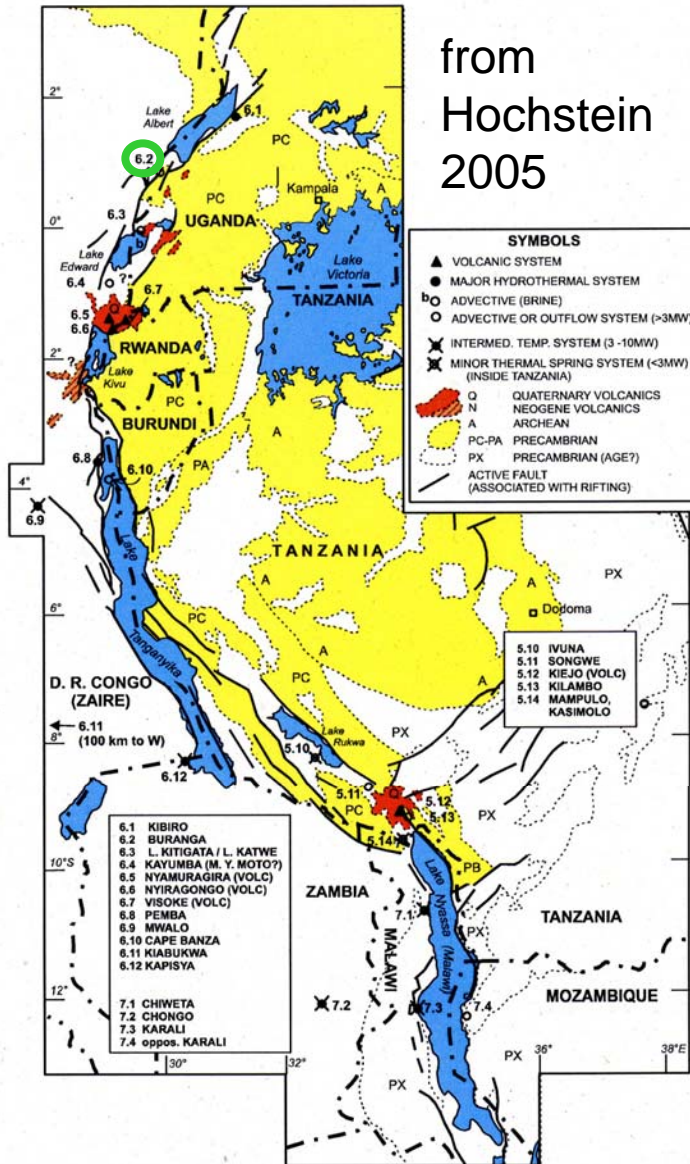 from
Hochstein
2005
2°
Lake
Albert
6.1
6.2
PC
Kampala
A
UGANDA
6.3
0°
b
Lake
Edward
Lake
Victoria
6.4
?
6.7
TANZANIA
6.5
Q
6.6
RWANDA
2°
?
Lake
Kivu
PC
BURUNDI
A
PA
6.8
6.10
4°
6.9
SYMBOLS
VOLCANIC SYSTEM
MAJOR HYDROTHERMAL SYSTEM
b ADVECTIVE (BRINE)
ADVECTIVE OR OUTFLOW SYSTEM (>3MW)
INTERMED. TEMP. SYSTEM (3 -10MW)
MINOR THERMAL SPRING SYSTEM (<3MW)
(INSIDE TANZANIA)
Q QUATERNARY VOLCANICS
N NEOGENE VOLCANICS
A ARCHEAN
PC-PA PRECAMBRIAN
PX PRECAMBRIAN (AGE?)
ACTIVE FAULT
(ASSOCIATED WITH RIFTING)
Lake
Tanganyika
TANZANIA
A
A
PX
Dodoma
6°
PC
A
A
D. R. CONGO
(ZAIRE)
6.11
(100 km to W)
8°
6.12
PC
Lake
Rukwa
5.10
PX
5.10 IVUNA
5.11 SONGWE
5.12 KIEJO (VOLC)
5.13 KILAMBO
5.14 MAMPULO,
KASIMOLO
5.11
Q
5.12
5.13
PC
5.14
PX
PB
10°S
6.1 KIBIRO
6.2 BURANGA
6.3 L. KITIGATA / L. KATWE
6.4 KAYUMBA (M. Y. MOTO?)
6.5 NYAMURAGIRA (VOLC)
6.6 NYIRAGONGO (VOLC)
6.7 VISOKE (VOLC)
6.8 PEMBA
6.9 MWALO
6.10 CAPE BANZA
6.11 KIABUKWA
6.12 KAPISYA
7.1 CHIWETA
7.2 CHONGO
7.3 KARALI
7.4 oppos. KARALI
ZAMBIA
7.1
MALAWI
Lake Nyassa (Malawi)
PX
TANZANIA
MOZAMBIQUE
12°
7.2
7.3
7.4
PX
PX
30°
32°
36°
38°E